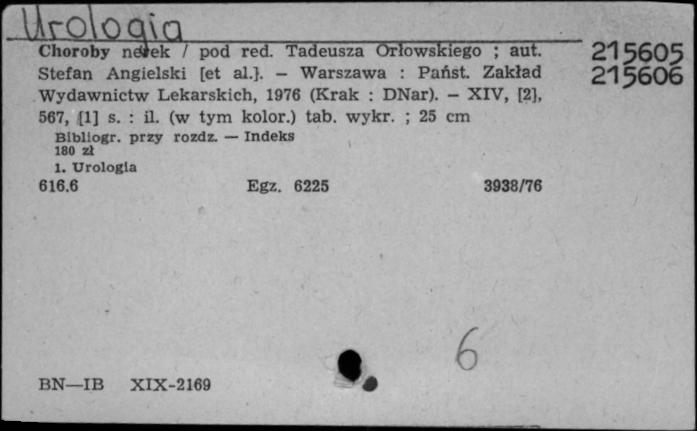 Urologia
Choroby nerek / pod red. Tadeusza Orłowskiego ; aut. 215605
Stefan Angielski [et al.]. — Warszawa : Państ. Zakład 215606
Wydawnictw Lekarskich, 1976 (Krak : DNar). — XIV, [2],
567, [1] s. : il. (w tym kolor.) tab. wykr. ; 25 cm
Bibliogr. przy rozdz. — Indeks
180 zł
1. Urologia
616.6 Egz. 6225 3938/76
6
BN—IB XIX-2169